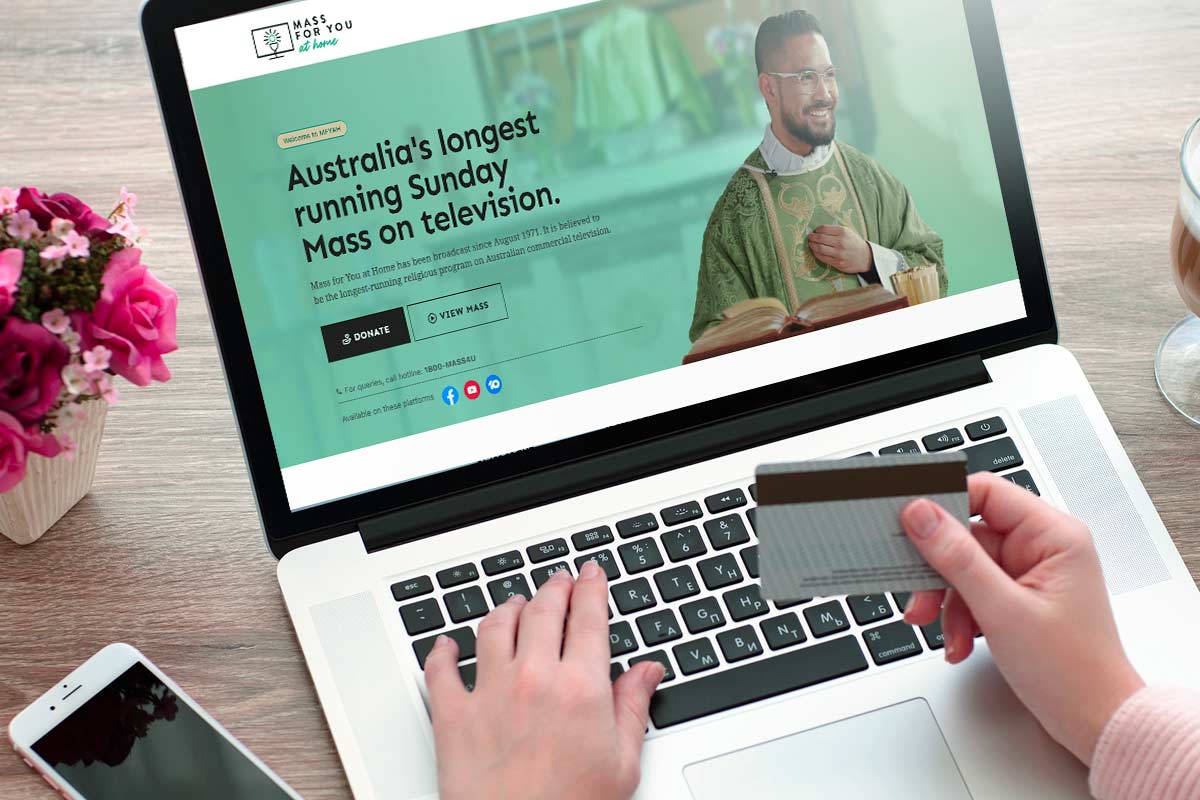 MASS
FOR YOU
at home
Welcome to MFYAH
Australia's longest
running Sunday
Mass on television.
Mass for You at Home has been broadcast since August 1971. It is believed to
be the longest-running religious program on Australian commercial television.
DONATE
VIEW MASS
For queries, call hotline: 1800-MASS4U
Available on these platforms
10
delete
esc
command